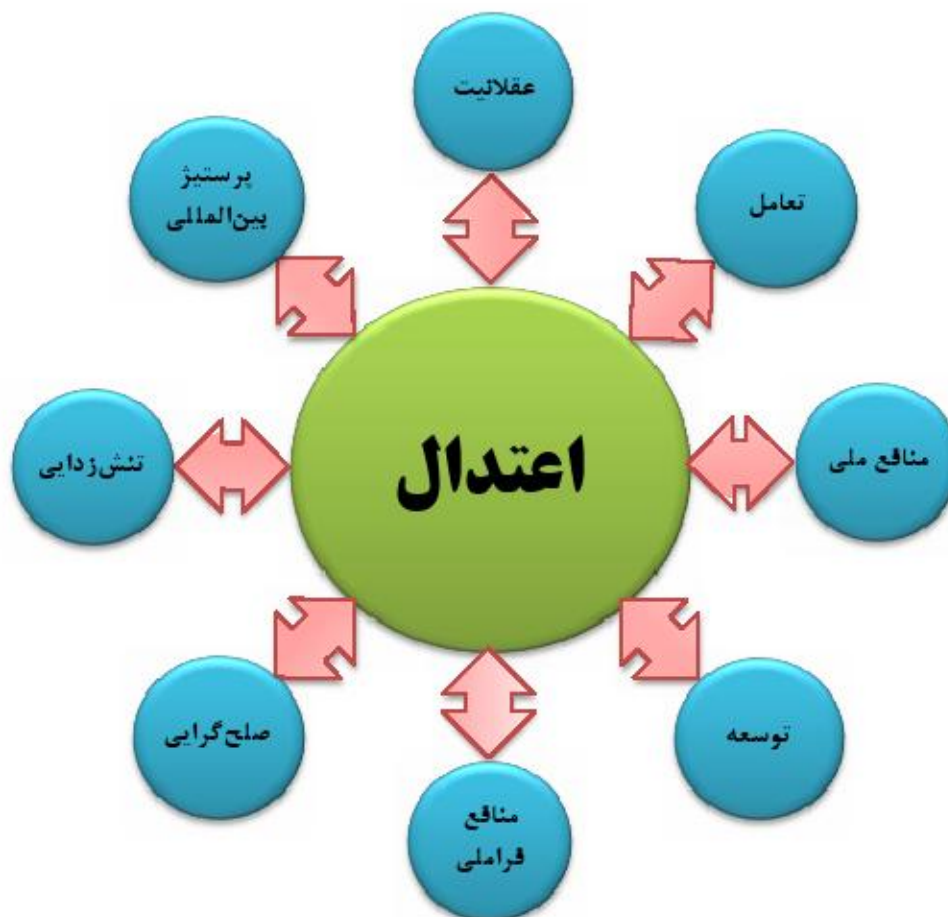 عقلانیت
تعامل
منافع ملی
توسعه
منافع
فراملی
صلح‌گرایی
تنش‌زدایی
پرستیژ
بین‌المللی
اعتدال